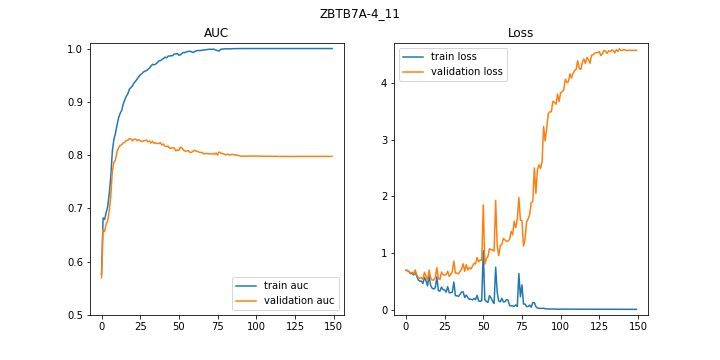 ZBTB7A-4_11
AUC
1.0
0.9
0.8
0.7
0.6
0.5
0 25 50 75 100 125 150
train auc
validation auc
Loss
4
3
2
1
0
0 25 50 75 100 125 150
train loss
validation loss